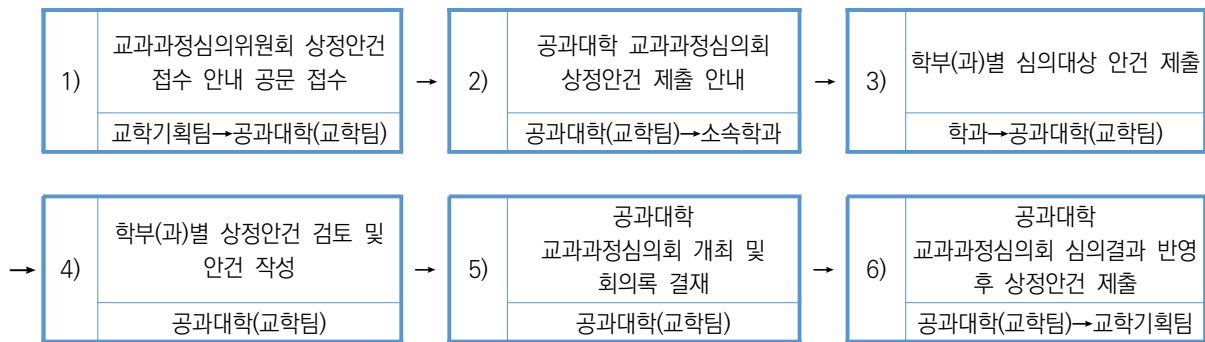 1)
교과과정심의위원회 상정안건
접수 안내 공문 접수
교학기획팀→공과대학(교학팀)
→
2)
공과대학 교과과정심의회
상정안건 제출 안내
공과대학(교학팀)→소속학과
→
3)
학부(과)별 심의대상 안건 제출
학과→공과대학(교학팀)
→
4)
학부(과)별 상정안건 검토 및
안건 작성
공과대학(교학팀)
→
5)
공과대학
교과과정심의회 개최 및
회의록 결재
공과대학(교학팀)
→
6)
공과대학
교과과정심의회 심의결과 반영
후 상정안건 제출
공과대학(교학팀)→교학기획팀